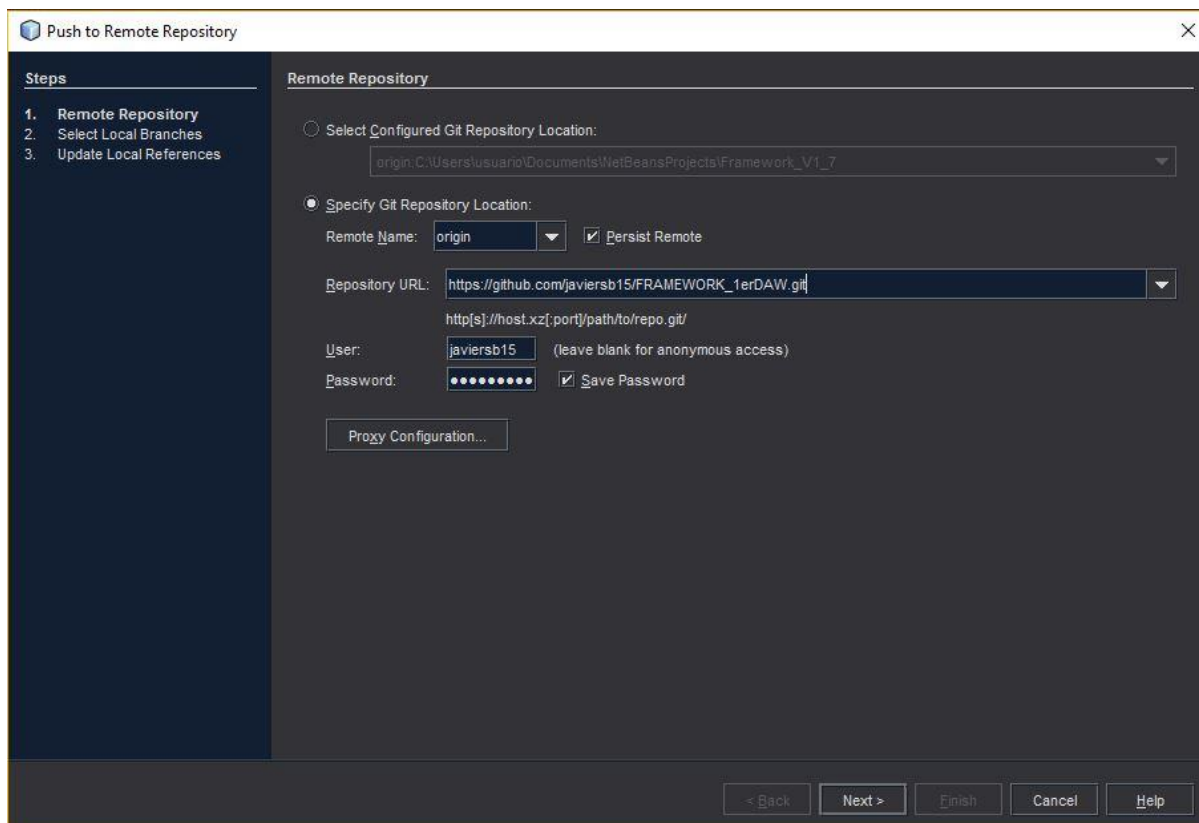 Push to Remote Repository
Steps
1. Remote Repository
2. Select Local Branches
3. Update Local References
Remote Repository
Select Configured Git Repository Location:
origin:C:\Users\usuario\Documents\NetBeansProjects\Framework_V1_7
Specify Git Repository Location:
Remote Name: origin Persist Remote
Repository URL: https://github.com/javiersb15/FRAMEWORK_1erDAW.git
http[s]://host.xz[:port]/path/to/repo.git/
User: javiersb15 (leave blank for anonymous access)
Password: ●●●●●●●●● Save Password
Proxy Configuration...
< Back Next > Finish Cancel Help